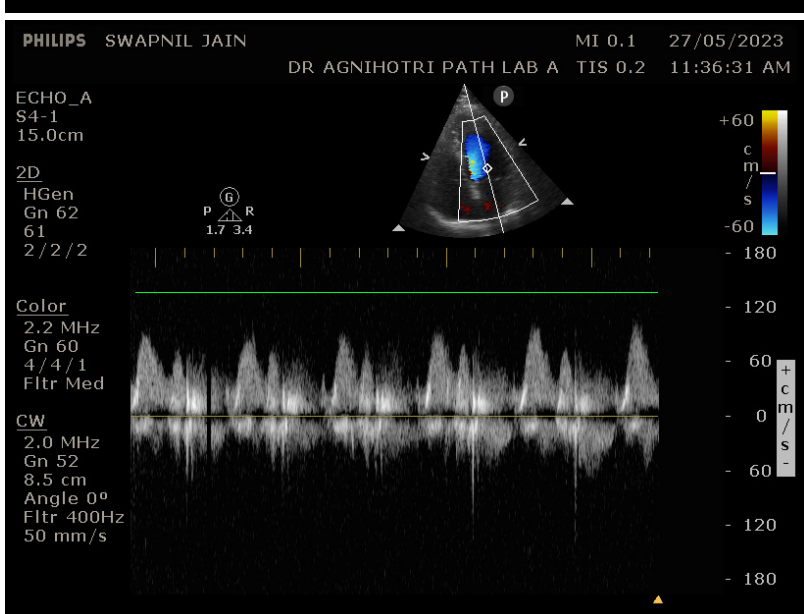 PHILIPS SWAPNIL JAIN MI 0.1 27/05/2023
DR AGNIHOTRI PATH LAB A TIS 0.2 11:36:31 AM
ECHO_A
S4-1
15.0cm
2D
HGen
Gn 62
61
2/2/2
P
G
P R
1.7 3.4
+60
c
m
/
s
-60
Color
2.2 MHz
Gn 60
4/4/1
Fltr Med
CW
2.0 MHz
Gn 52
8.5 cm
Angle 0º
Fltr 400Hz
50 mm/s
- 180
- 120
- 60
- 0
- 60
- 120
- 180
+
c
m
/
s
-